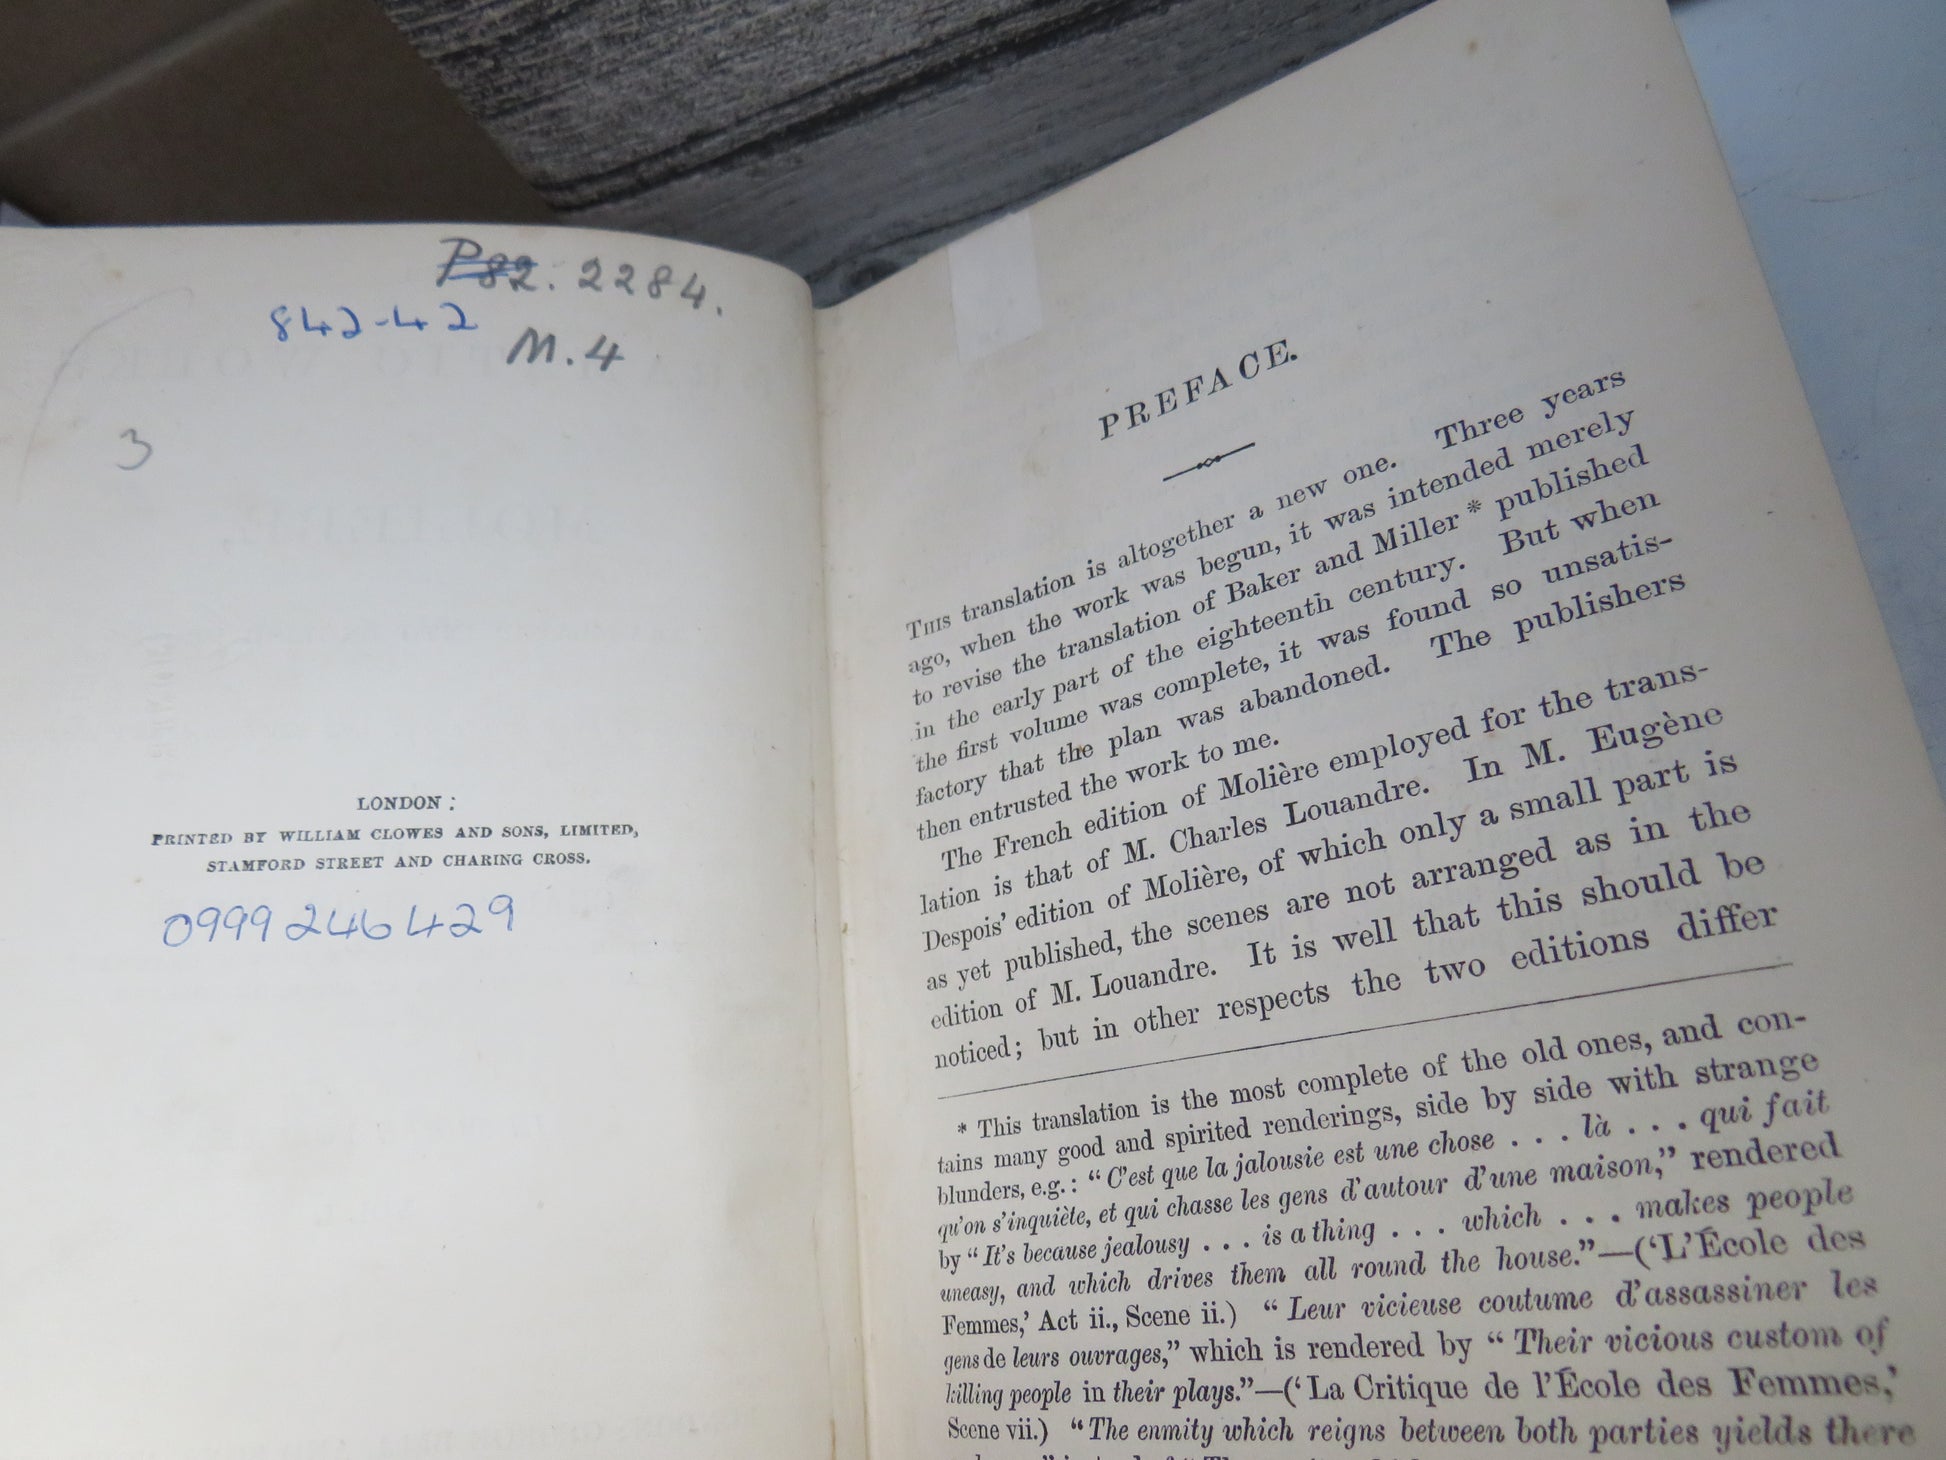 P82. 2284.
842-42
M.4
3
LONDON:
PRINTED BY WILLIAM CLOWES AND SONS, LIMITED,
STAMFORD STREET AND CHARING CROSS.
0999246429
PREFACE.
THIS translation is altogether a new one. Three years
ago, when the work was begun, it was intended merely
to revise the translation of Baker and Miller * published
in the early part of the eighteenth century. But when
the first volume was complete, it was found so unsatis-
factory that the plan was abandoned. The publishers
then entrusted the work to me.
The French edition of Molière employed for the trans-
lation is that of M. Charles Louandre. In M. Eugène
Despois' edition of Molière, of which only a small part is
as yet published, the scenes are not arranged as in the
edition of M. Louandre. It is well that this should be
noticed; but in other respects the two editions differ
* This translation is the most complete of the old ones, and con-
tains many good and spirited renderings, side by side with strange
blunders, e.g.: "C'est que la jalousie est une chose . . . là . . . qui fait
qu'on s'inquiète, et qui chasse les gens d'autour d'une maison," rendered
by "It's because jealousy . . . is a thing . . . which . . . makes people
uneasy, and which drives them all round the house."—('L'École des
Femmes,' Act ii., Scene ii.) "Leur vicieuse coutume d'assassiner les
gens de leurs ouvrages," which is rendered by "Their vicious custom of
killing people in their plays."—('La Critique de l'École des Femmes,'
Scene vii.) "The enmity which reigns between both parties yields there